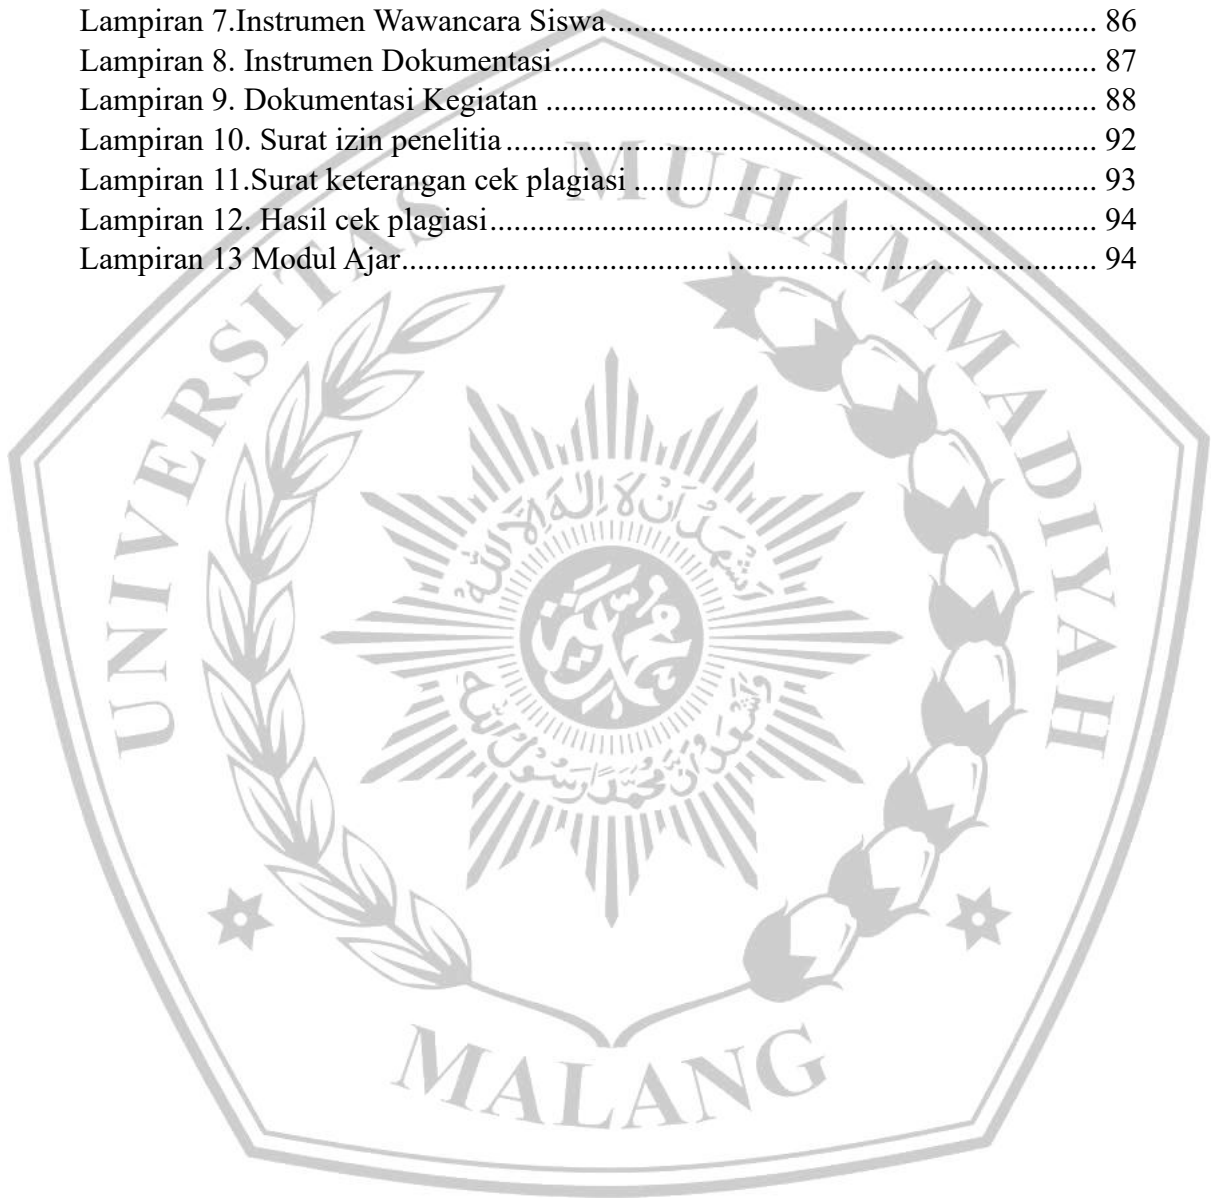 Lampiran 7.Instrumen Wawancara Siswa............................................................. 86
Lampiran 8. Instrumen Dokumentasi.................................................................... 87
Lampiran 9. Dokumentasi Kegiatan ..................................................................... 88
Lampiran 10. Surat izin penelitia .......................................................................... 92
Lampiran 11.Surat keterangan cek plagiasi .......................................................... 93
Lampiran 12. Hasil cek plagiasi............................................................................ 94
Lampiran 13 Modul Ajar....................................................................................... 94
UNIVERSITAS MUHAMMADIYAH
MALANG